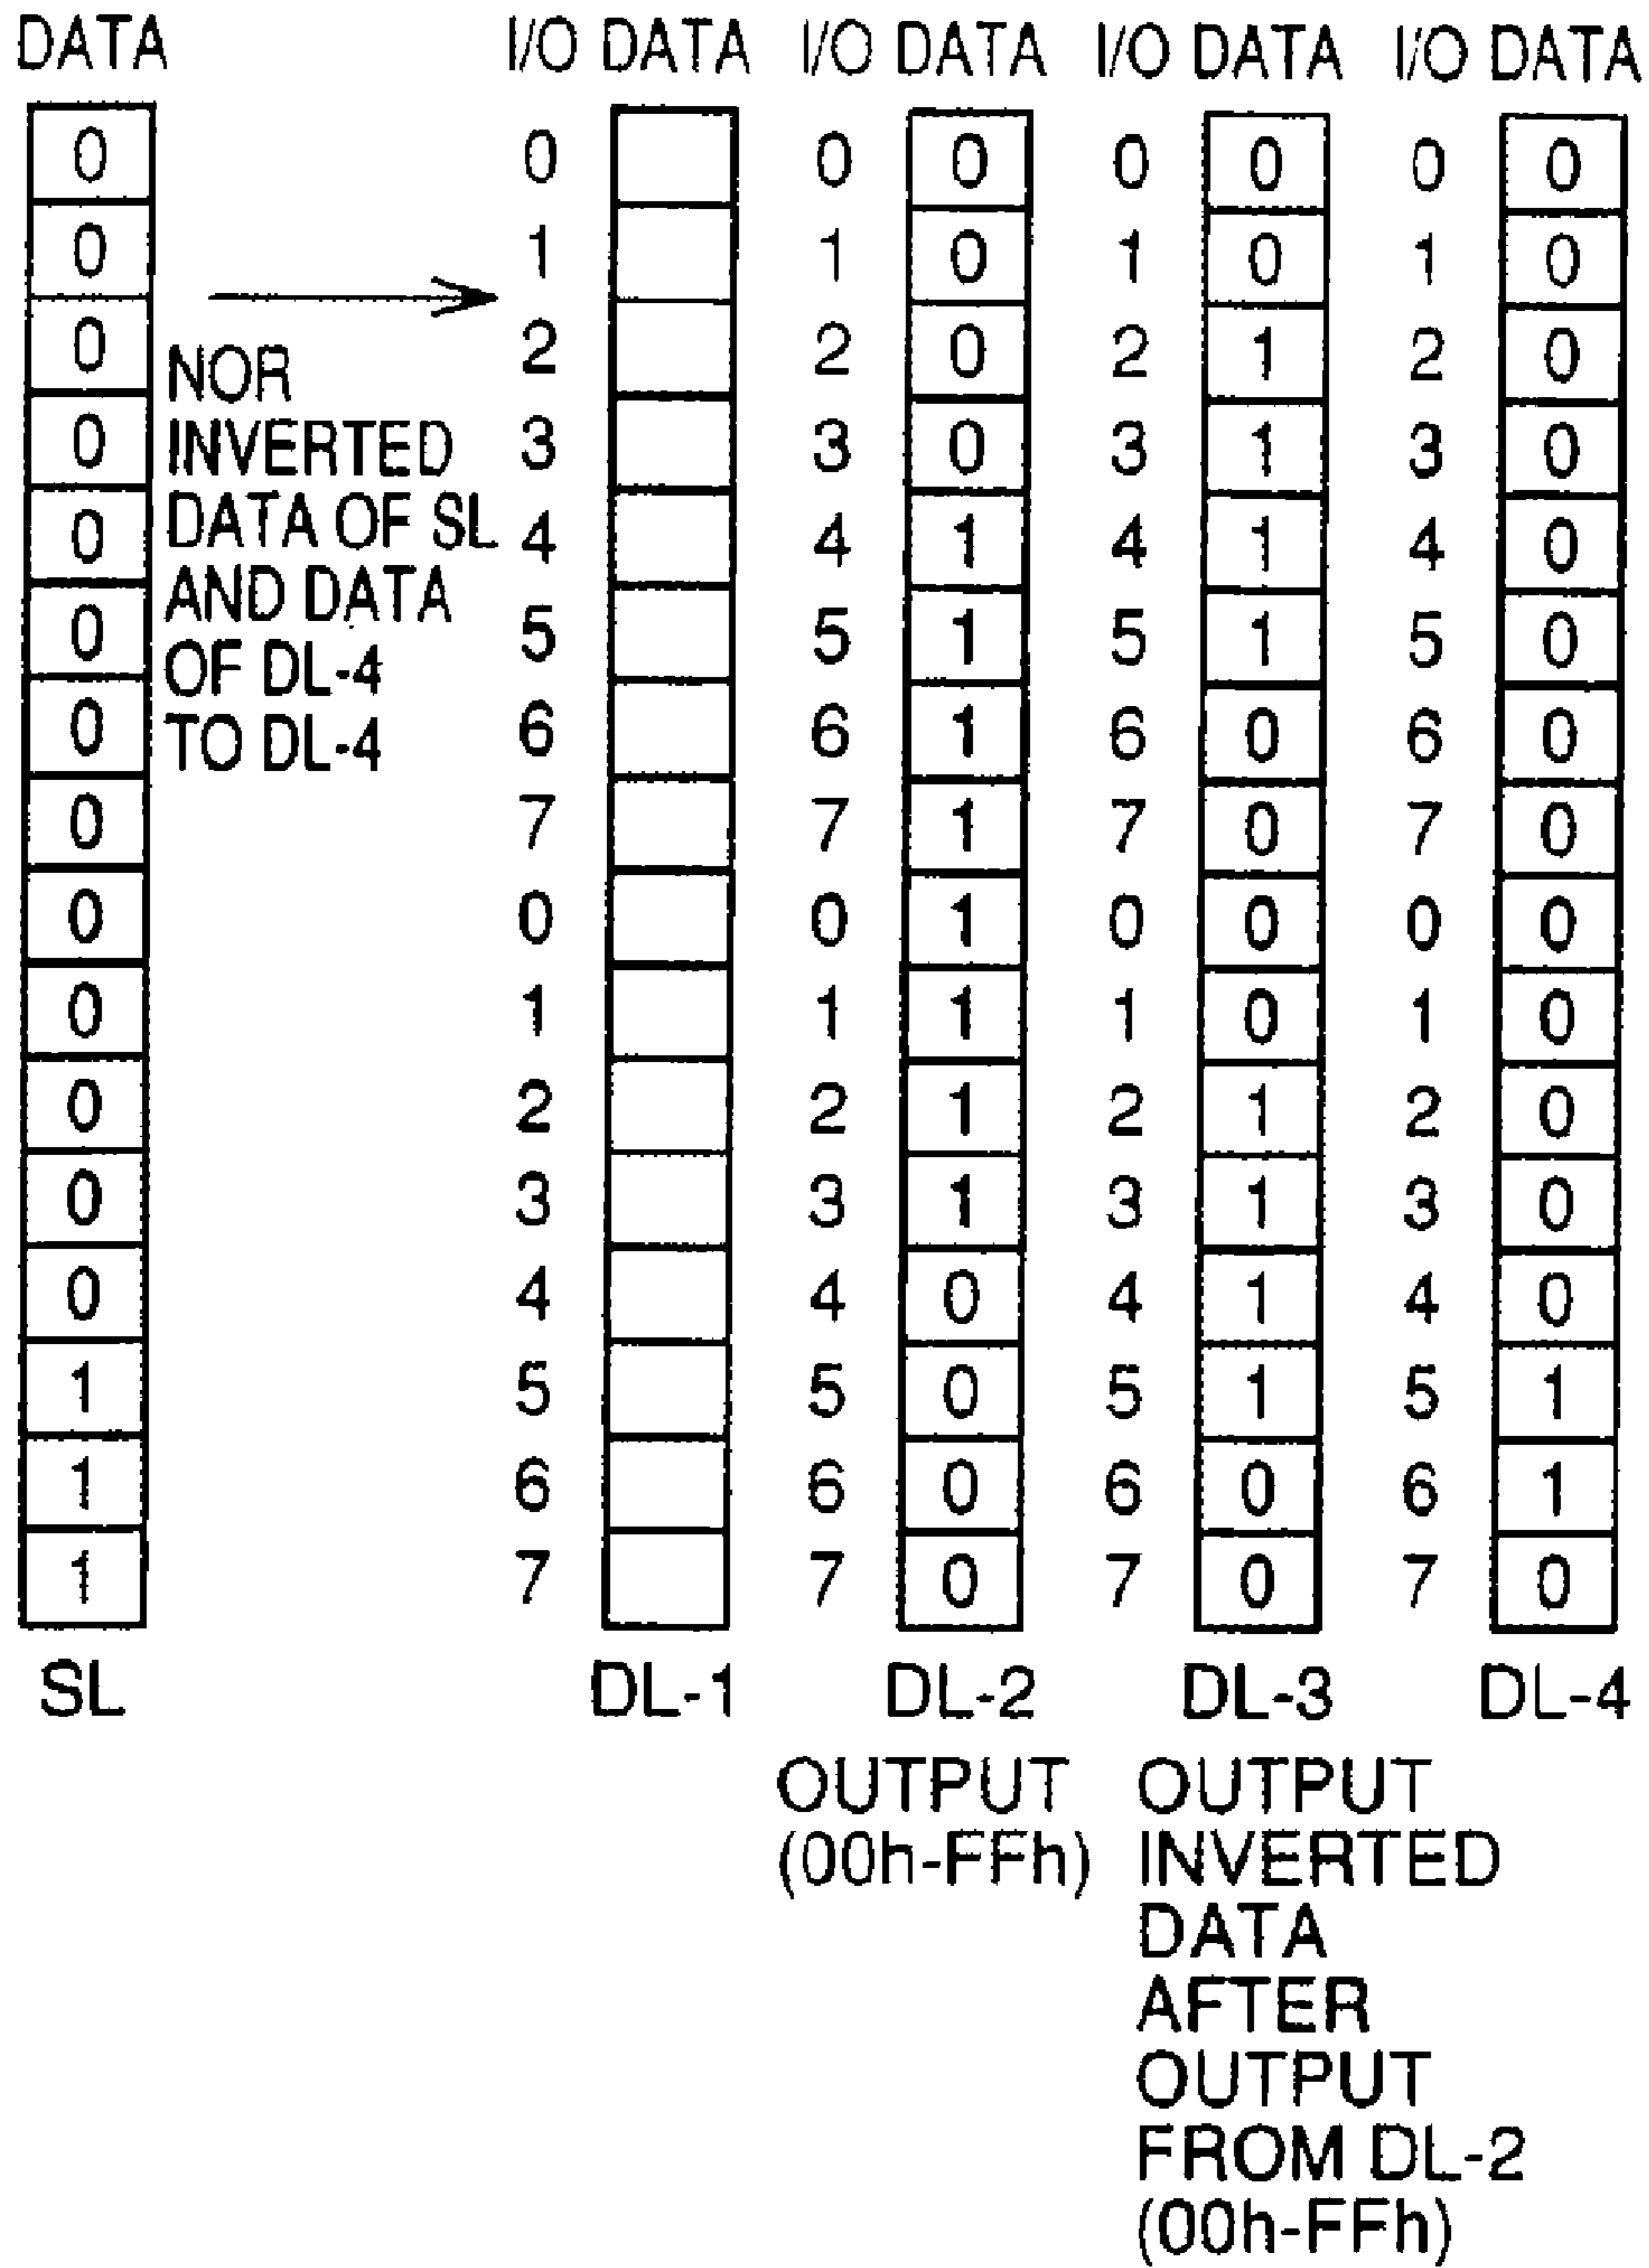 DATA I/O DATA I/O DATA I/O DATA I/O DATA
0 0 0 0 0 0 0 0
0 1 1 0 1 0 1 0
0 2 2 0 2 1 2 0
NOR
0 3 3 0 3 1 3 0
INVERTED
0 4 4 1 4 1 4 0
DATA OF SL
0 5 5 1 5 1 5 0
AND DATA
OF DL-4
0 6 6 1 6 0 6 0
TO DL-4
0 7 7 1 7 0 7 0
0 0 0 1 0 0 0 0
0 1 1 1 1 0 1 0
0 2 2 1 2 1 2 0
0 3 3 1 3 1 3 0
0 4 4 0 4 1 4 0
1 5 5 0 5 1 5 1
1 6 6 0 6 0 6 1
1 7 7 0 7 0 7 0
SL DL-1 DL-2 DL-3 DL-4
OUTPUT
(00h-FFh)
OUTPUT
INVERTED
DATA
AFTER
OUTPUT
FROM DL-2
(00h-FFh)